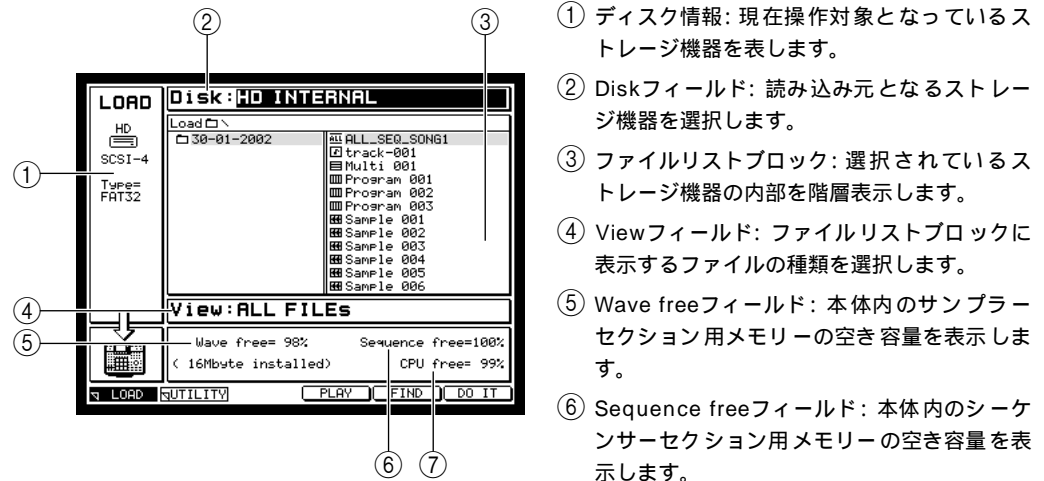 ②
③
LOAD
Disk:HD INTERNAL
HD
SCSI-4
Type=
FAT32
①
Load \
30-01-2002
ALL_SEQ_SONG1
track-001
Multi 001
Program 001
Program 002
Program 003
Sample 001
Sample 002
Sample 003
Sample 004
Sample 005
Sample 006
④
View:ALL FILEs
⑤
Wave free= 98%
Sequence free=100%
( 16Mbyte installed)
CPU free= 99%
LOAD
UTILITY
PLAY
FIND
DO IT
⑥
⑦
① ディスク情報: 現在操作対象となっているス
トレージ機器を表します。
② Diskフィールド: 読み込み元となるストレー
ジ機器を選択します。
③ ファイルリストブロック: 選択されているス
トレージ機器の内部を階層表示します。
④ Viewフィールド: ファイルリストブロックに
表示するファイルの種類を選択します。
⑤ Wave freeフィールド: 本体内のサンプラー
セクション用メモリーの空き容量を表示しま
す。
⑥ Sequence freeフィールド: 本体内のシーケ
ンサーセクション用メモリーの空き容量を表
示します。